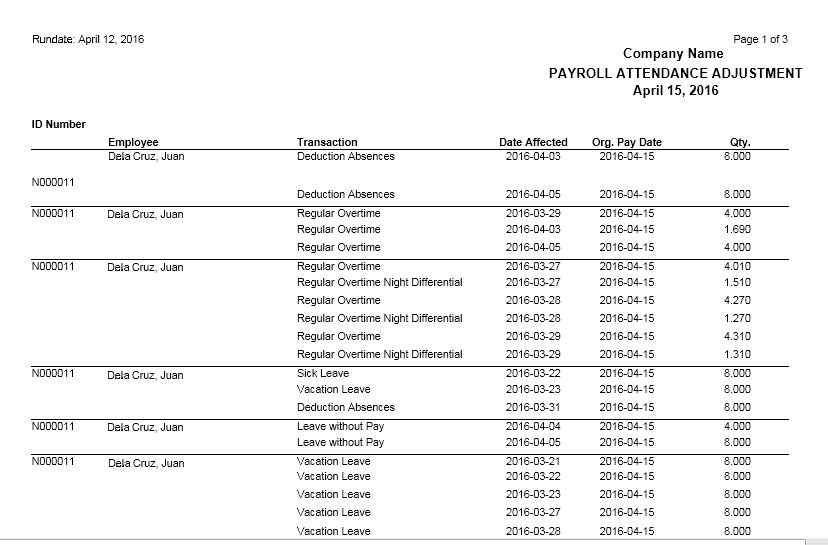 Rundate: April 12, 2016 Page 1 of 3
Company Name
PAYROLL ATTENDANCE ADJUSTMENT
April 15, 2016
ID Number
Employee Transaction Date Affected Org. Pay Date Qty.
Dela Cruz, Juan Deduction Absences 2016-04-03 2016-04-15 8.000
N000011
Deduction Absences 2016-04-05 2016-04-15 8.000
N000011 Dela Cruz, Juan Regular Overtime 2016-03-29 2016-04-15 4.000
Regular Overtime 2016-04-03 2016-04-15 1.690
Regular Overtime 2016-04-05 2016-04-15 4.000
N000011 Dela Cruz, Juan Regular Overtime 2016-03-27 2016-04-15 4.010
Regular Overtime Night Differential 2016-03-27 2016-04-15 1.510
Regular Overtime 2016-03-28 2016-04-15 4.270
Regular Overtime Night Differential 2016-03-28 2016-04-15 1.270
Regular Overtime 2016-03-29 2016-04-15 4.310
Regular Overtime Night Differential 2016-03-29 2016-04-15 1.310
N000011 Dela Cruz, Juan Sick Leave 2016-03-22 2016-04-15 8.000
Vacation Leave 2016-03-23 2016-04-15 8.000
Deduction Absences 2016-03-31 2016-04-15 8.000
N000011 Dela Cruz, Juan Leave without Pay 2016-04-04 2016-04-15 4.000
Leave without Pay 2016-04-05 2016-04-15 8.000
N000011 Dela Cruz, Juan Vacation Leave 2016-03-21 2016-04-15 8.000
Vacation Leave 2016-03-22 2016-04-15 8.000
Vacation Leave 2016-03-23 2016-04-15 8.000
Vacation Leave 2016-03-27 2016-04-15 8.000
Vacation Leave 2016-03-28 2016-04-15 8.000